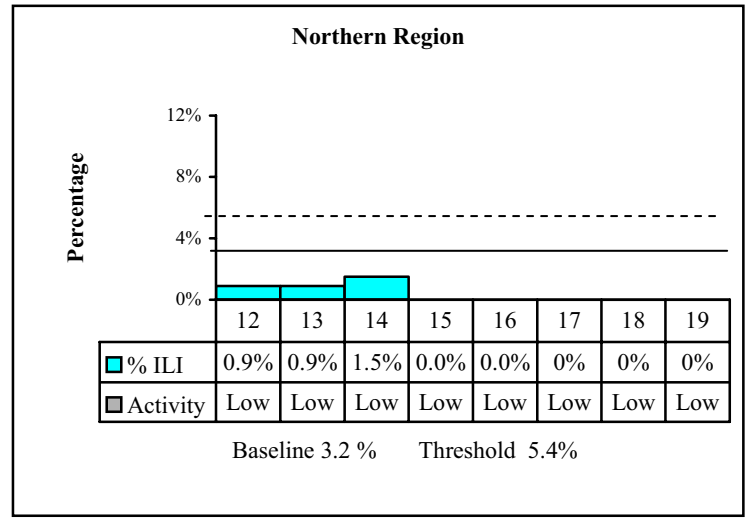 Northern Region
Percentage
12%
8%
4%
0%
12 13 14 15 16 17 18 19
% ILI 0.9% 0.9% 1.5% 0.0% 0.0% 0% 0% 0%
Activity Low Low Low Low Low Low Low Low
Baseline 3.2 % Threshold 5.4%